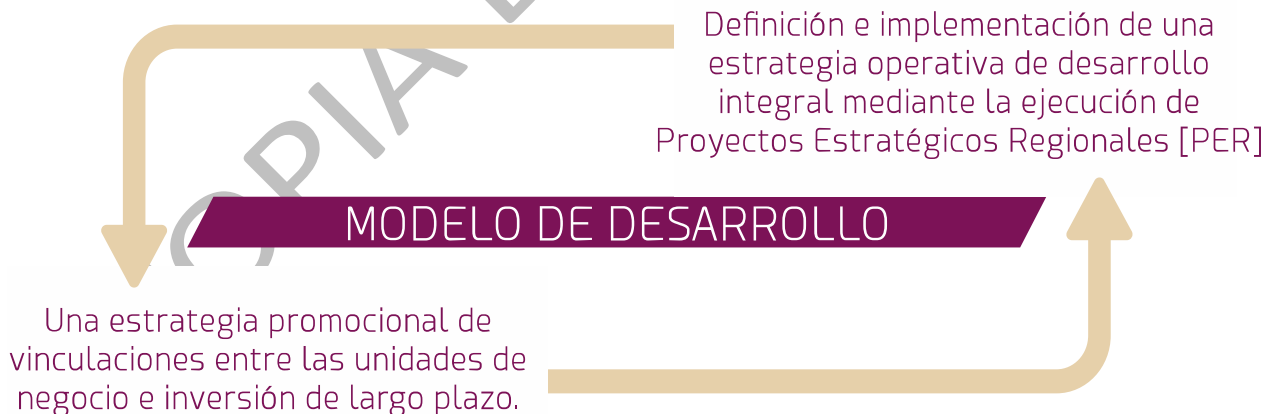 Definición e implementación de una
estrategia operativa de desarrollo
integral mediante la ejecución de
Proyectos Estratégicos Regionales [PER]
MODELO DE DESARROLLO
Una estrategia promocional de
vinculaciones entre las unidades de
negocio e inversión de largo plazo.